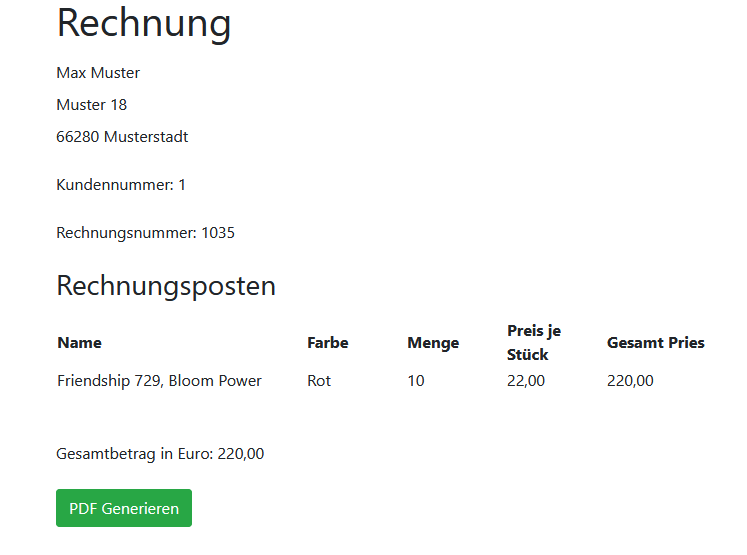 Rechnung
Max Muster
Muster 18
66280 Musterstadt
Kundennummer: 1
Rechnungsnummer: 1035
Rechnungsposten
Name Farbe Menge Preis je Stück Gesamt Pries
Friendship 729, Bloom Power Rot 10 22,00 220,00
Gesamtbetrag in Euro: 220,00
PDF Generieren